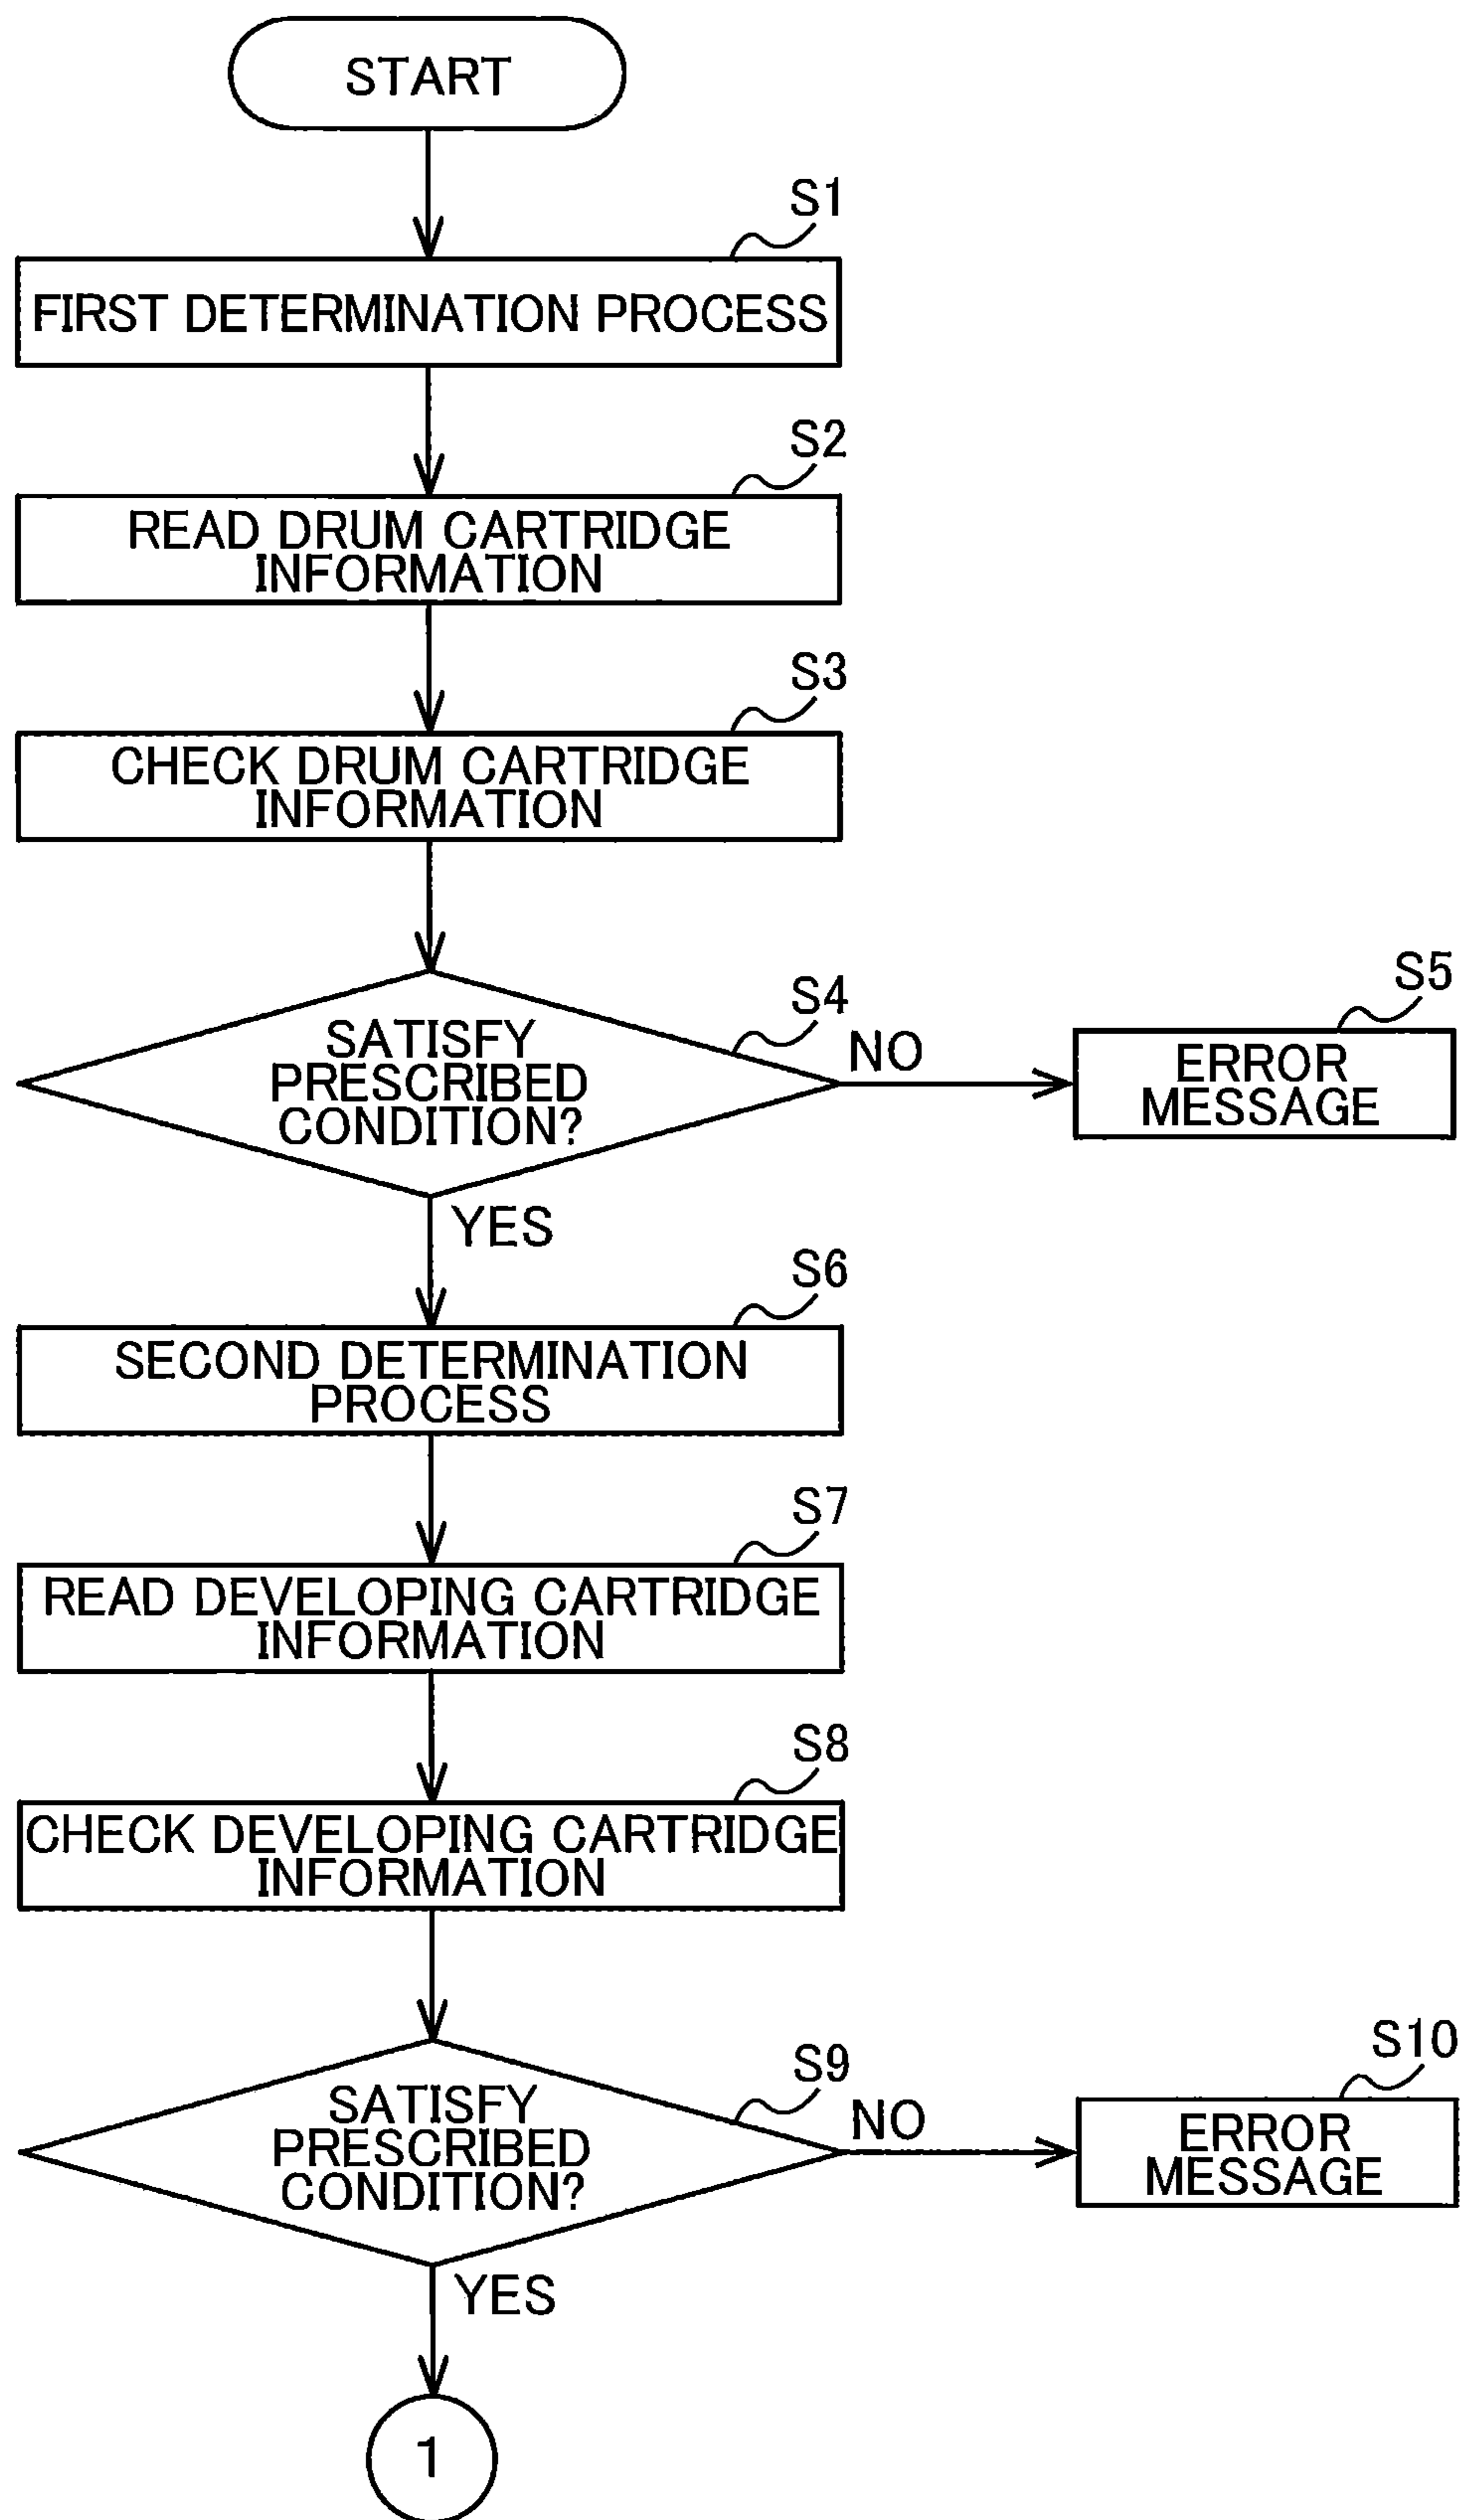 START
S1
FIRST DETERMINATION PROCESS
S2
READ DRUM CARTRIDGE
INFORMATION
S3
CHECK DRUM CARTRIDGE
INFORMATION
S4
SATISFY
PRESCRIBED
CONDITION?
NO
S5
ERROR
MESSAGE
YES
S6
SECOND DETERMINATION
PROCESS
S7
READ DEVELOPING CARTRIDGE
INFORMATION
S8
CHECK DEVELOPING CARTRIDGE
INFORMATION
S9
SATISFY
PRESCRIBED
CONDITION?
NO
S10
ERROR
MESSAGE
YES
1